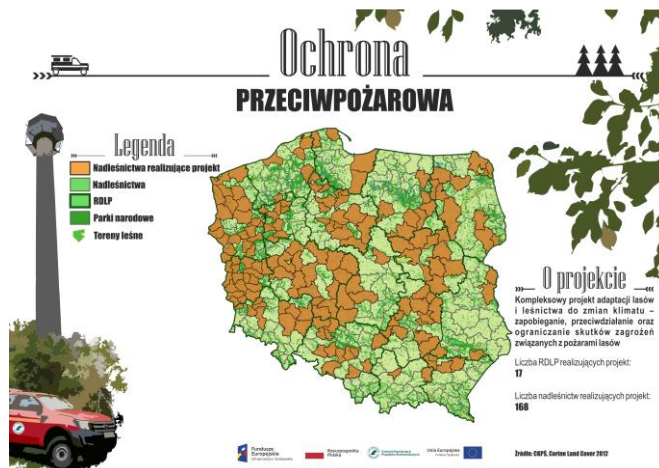 Ochrona
PRZECIWPOŻAROWA
Legenda
Nadleśnictwa realizujące projekt
Nadleśnictwa
RDLP
Parki narodowe
Tereny leśne
O projekcie
Kompleksowy projekt adaptacji lasów
i leśnictwa do zmian klimatu –
zapobieganie, przeciwdziałanie oraz
ograniczanie skutków zagrożeń
związanych z pożarami lasów
Liczba RDLP realizujących projekt:
17
Liczba nadleśnictw realizujących projekt:
168
Fundusze
Europejskie
Infrastruktura i Środowisko
Rzeczpospolita
Polska
Unia Europejska
Źródło: CKPŚ, Corine Land Cover 2012